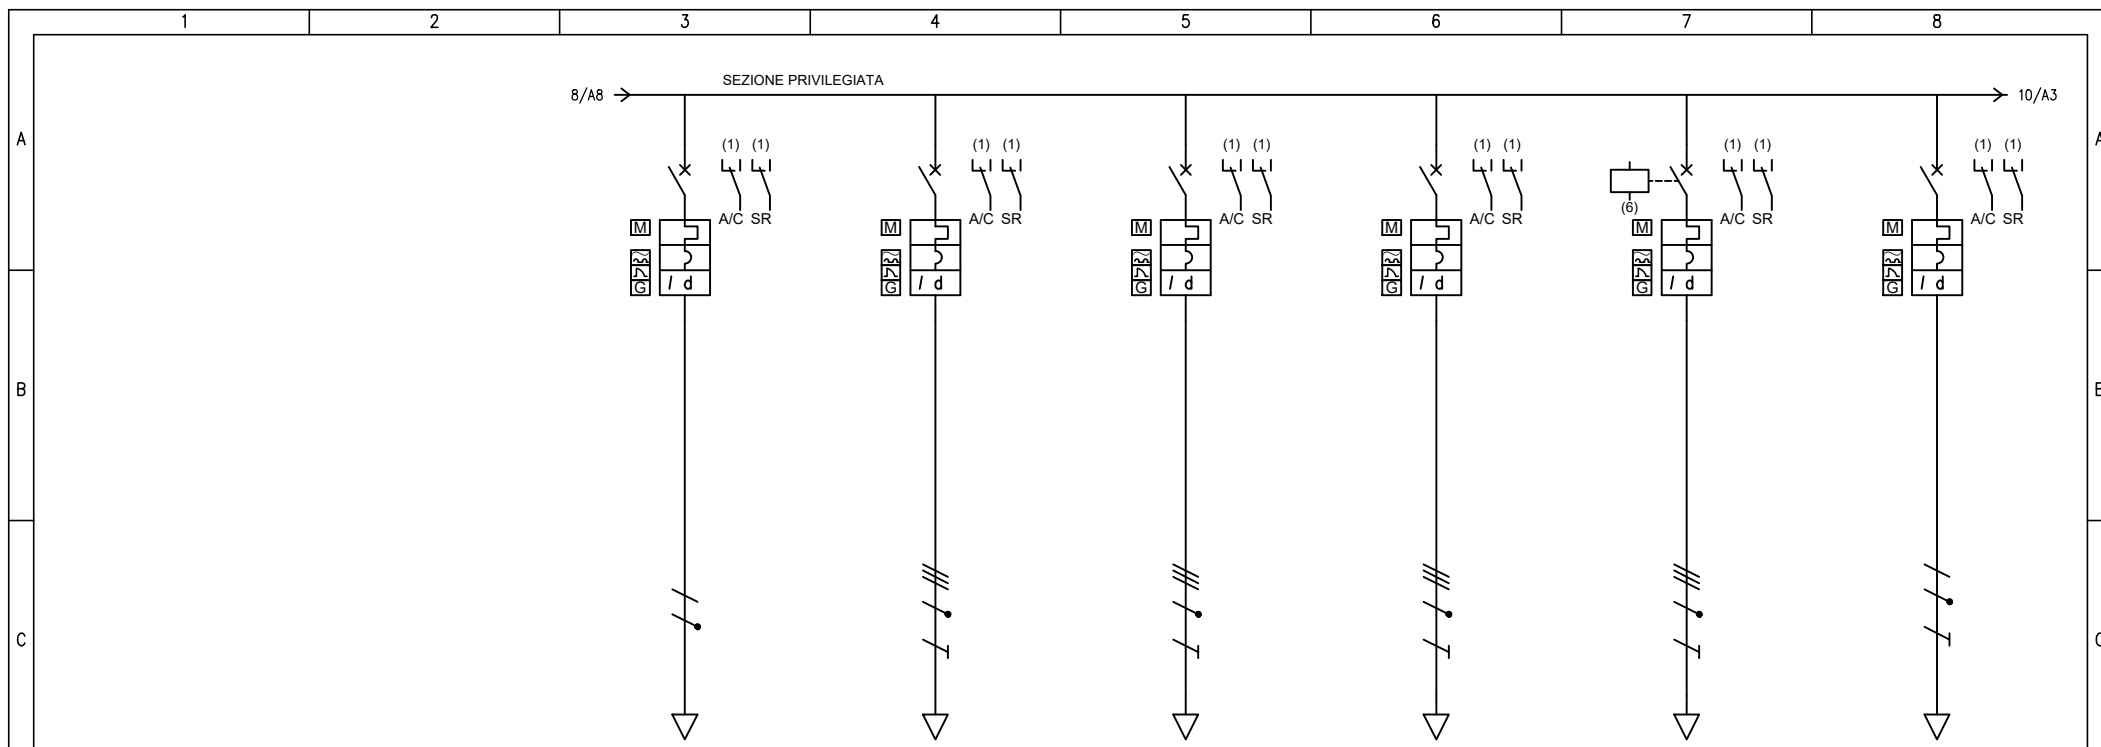 1 2 3 4 5 6 7 8
SEZIONE PRIVILEGIATA
8/A8 10/A3
A A
(1) (1) (1) (1) (1) (1) (1) (1) (1) (1) (1) (1)
A/C SR A/C SR A/C SR A/C SR (6) A/C SR A/C SR
M M M M M M
G I d G I d G I d G I d G I d G I d
B B
C C